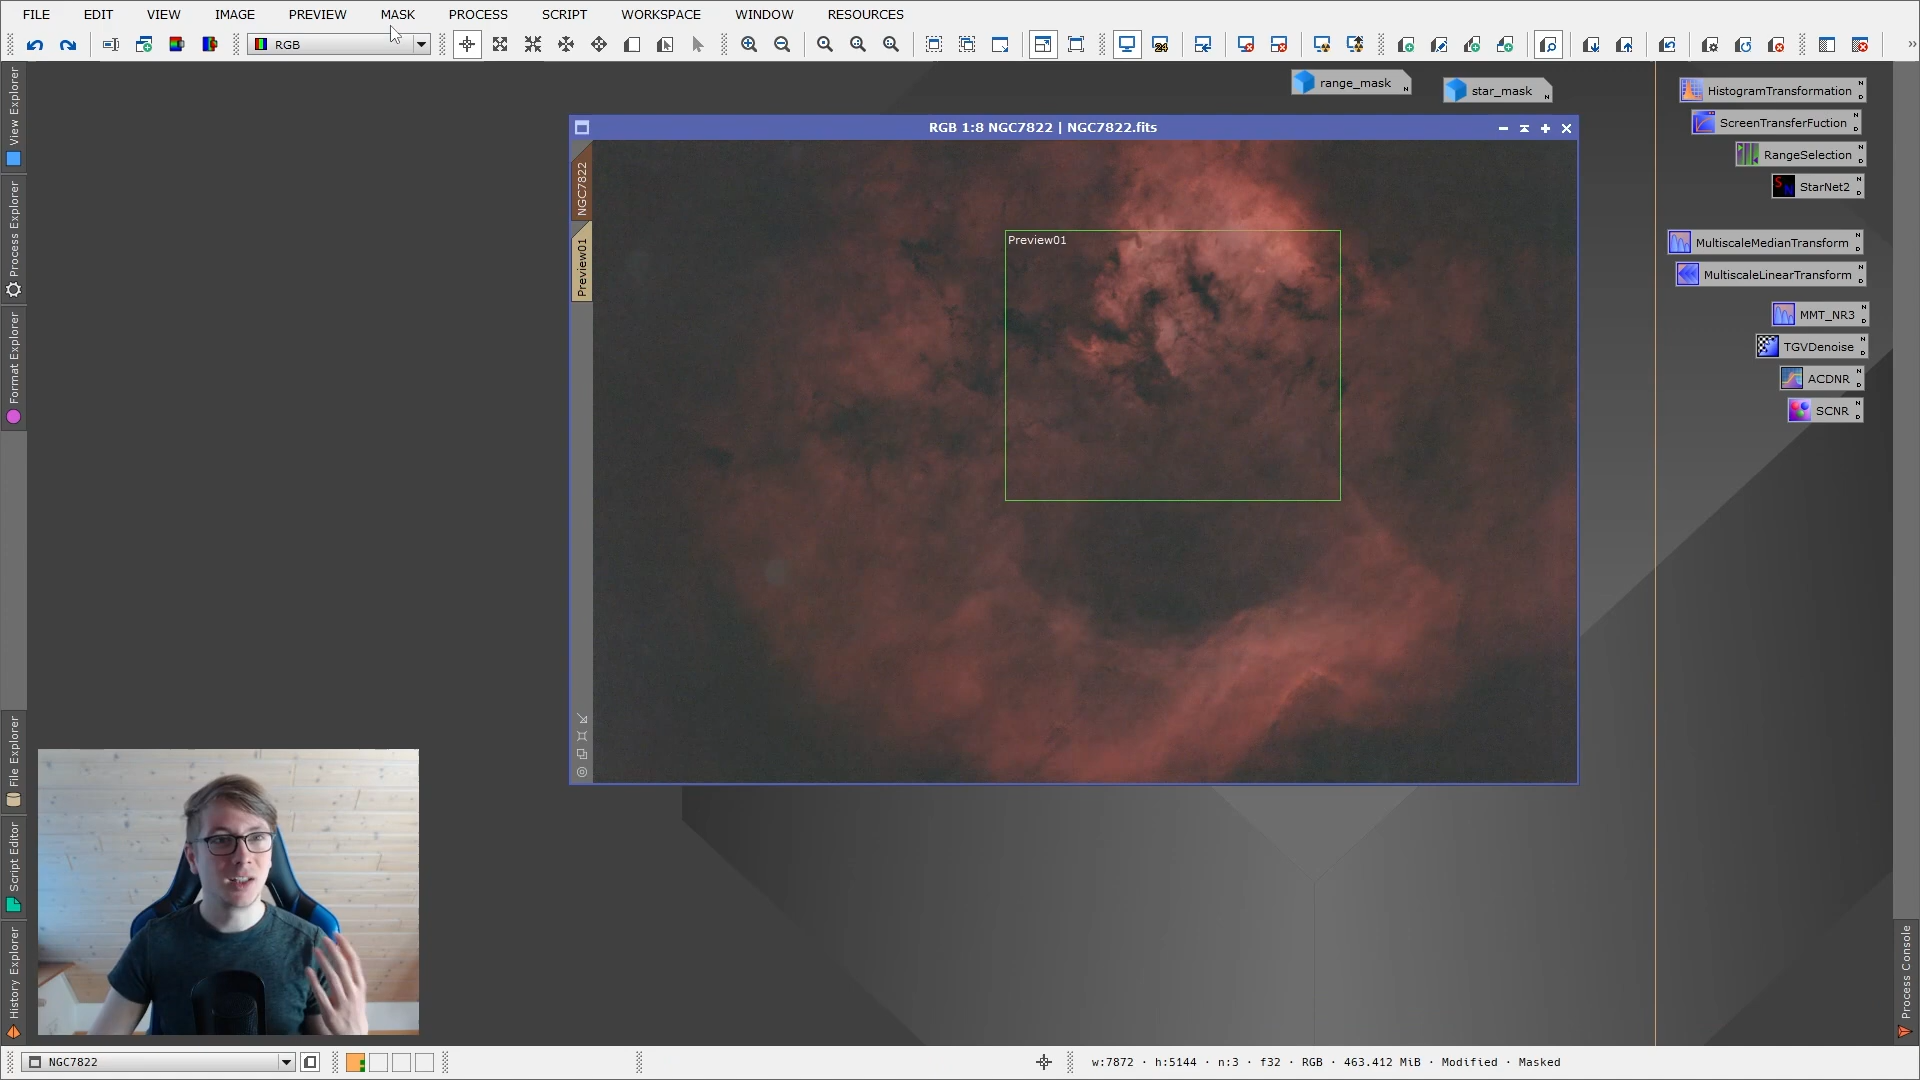 FILE EDIT VIEW IMAGE PREVIEW MASK PROCESS SCRIPT WORKSPACE WINDOW RESOURCES
RGB
24
»
View Explorer
Process Explorer
Format Explorer
File Explorer
Script Editor
History Explorer
range_mask
star_mask
RGB 1:8 NGC7822 | NGC7822.fits
NGC7822
Preview01
Preview01
HistogramTransformation
ScreenTransferFuction
RangeSelection
StarNet2
MultiscaleMedianTransform
MultiscaleLinearTransform
MMT_NR3
TGVDenoise
ACDNR
SCNR
Process Console
NGC7822
w:7872 · h:5144 · n:3 · f32 · RGB · 463.412 MiB · Modified · Masked